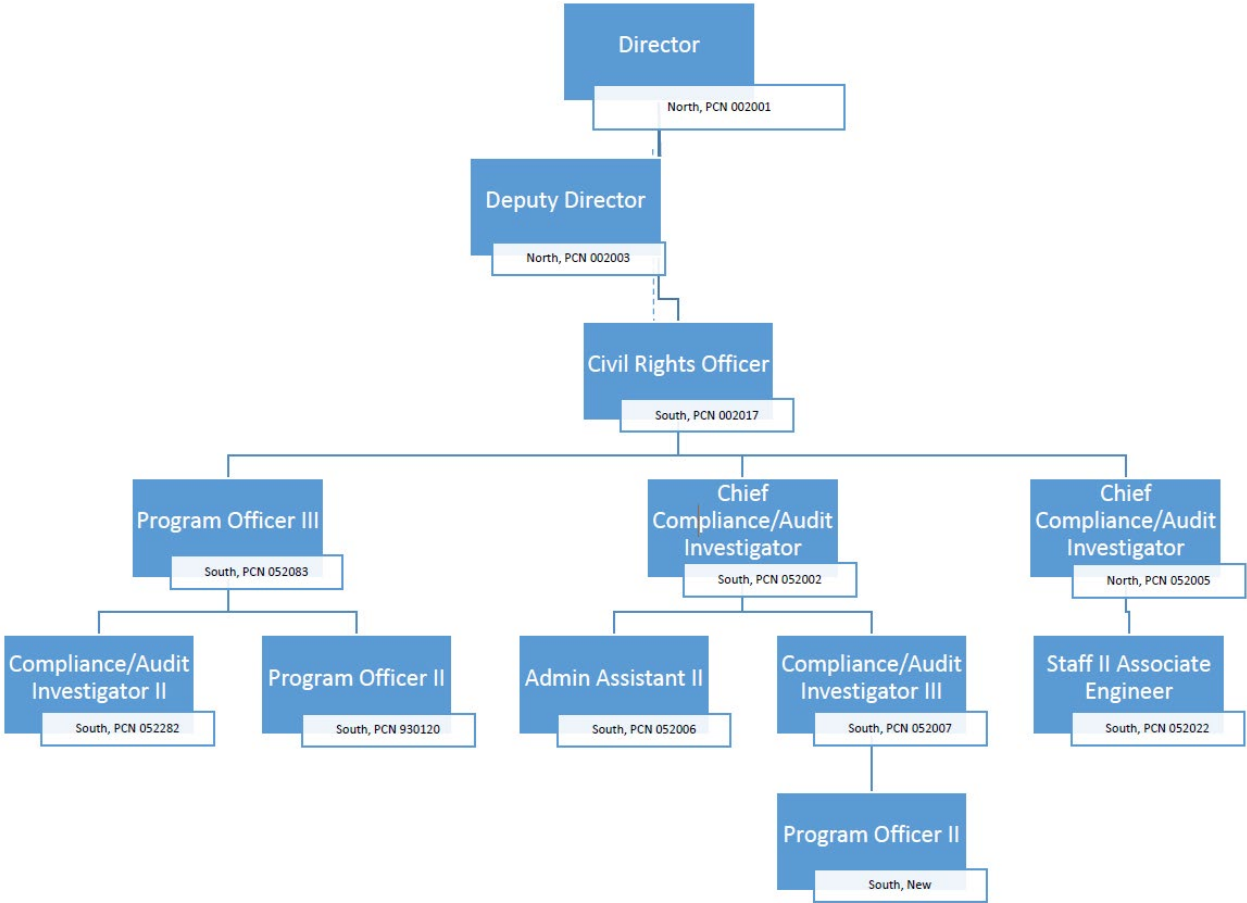 Director
North, PCN 002001
Deputy Director
North, PCN 002003
Civil Rights Officer
South, PCN 002017
Program Officer III
South, PCN 052083
Chief
Compliance/Audit
Investigator
South, PCN 052002
Chief
Compliance/Audit
Investigator
North, PCN 052005
Compliance/Audit
Investigator II
South, PCN 052282
Program Officer II
South, PCN 930120
Admin Assistant II
South, PCN 052006
Compliance/Audit
Investigator III
South, PCN 052007
Staff II Associate
Engineer
South, PCN 052022
Program Officer II
South, New